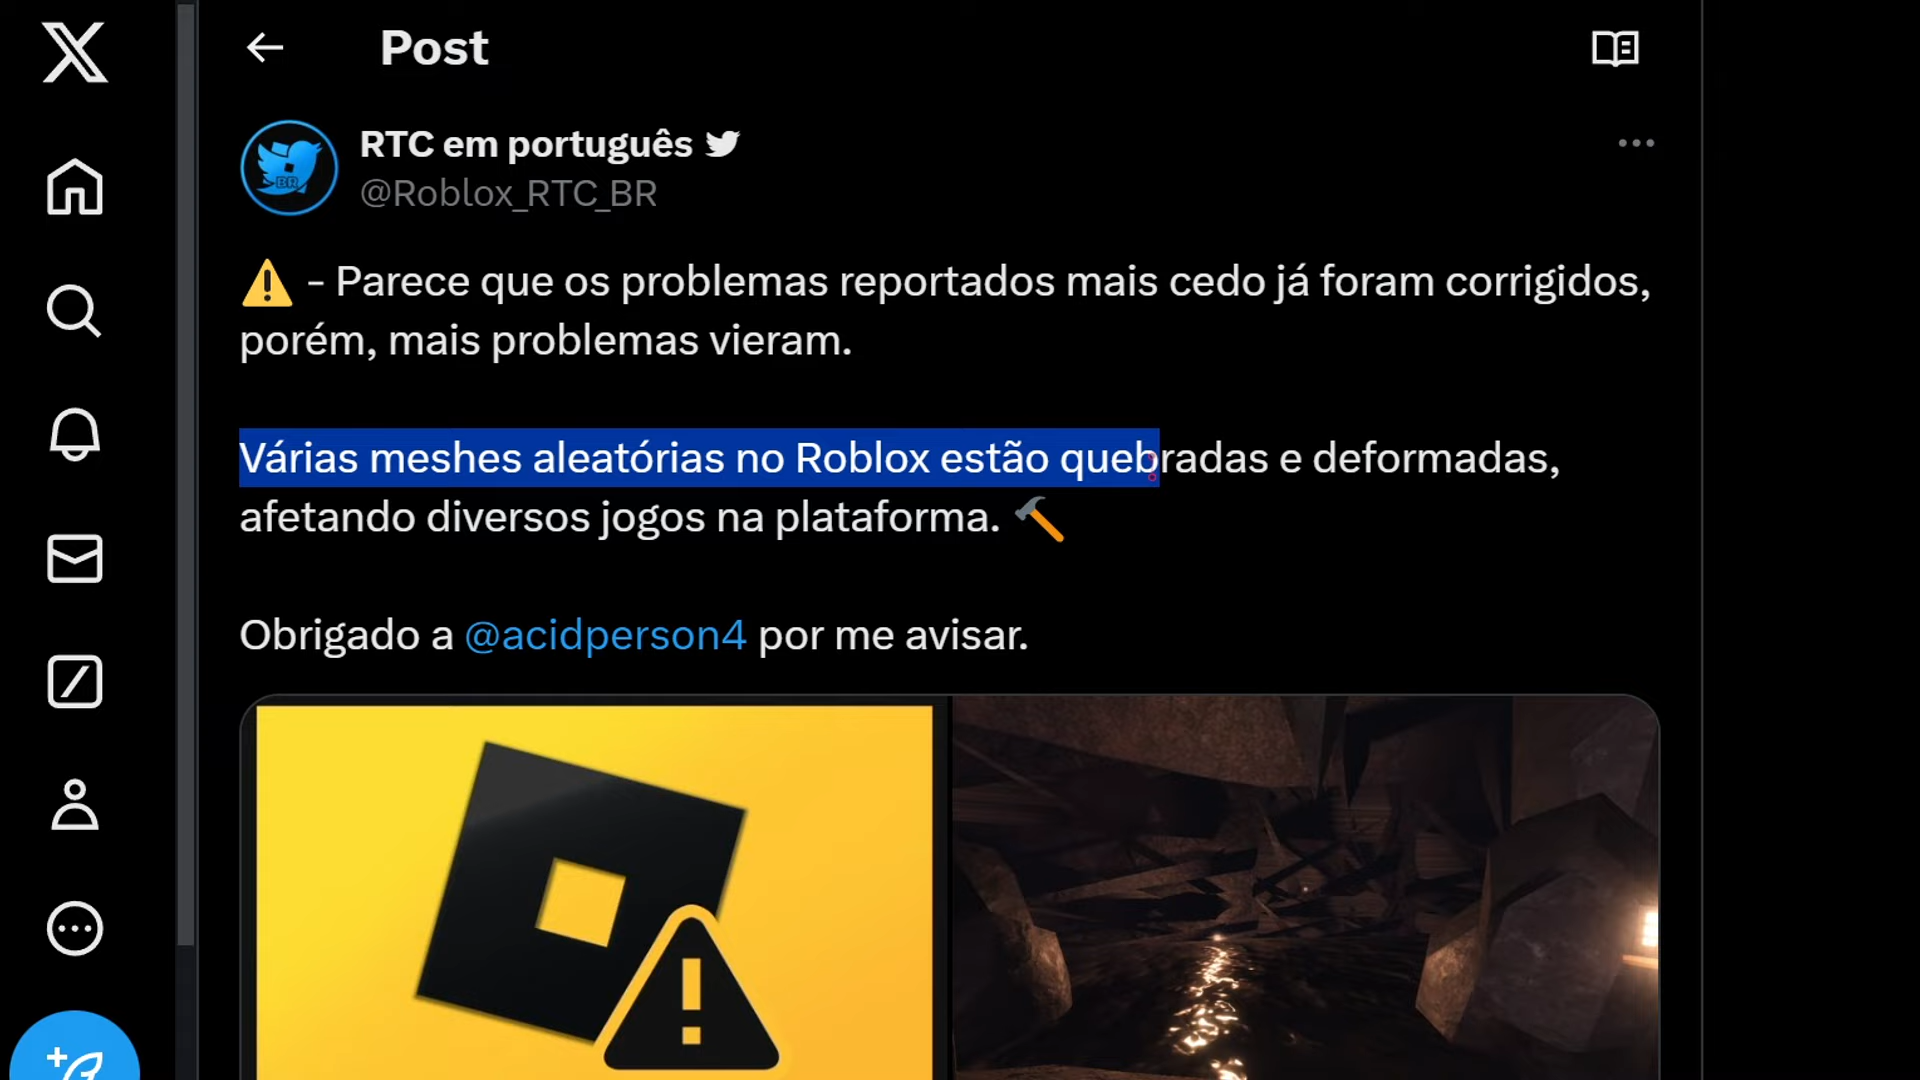 Post
RTC em português
@Roblox_RTC_BR
⚠️ - Parece que os problemas reportados mais cedo já foram corrigidos,
porém, mais problemas vieram.
Várias meshes aleatórias no Roblox estão quebradas e deformadas,
afetando diversos jogos na plataforma. 🔨
Obrigado a @acidperson4 por me avisar.
BR